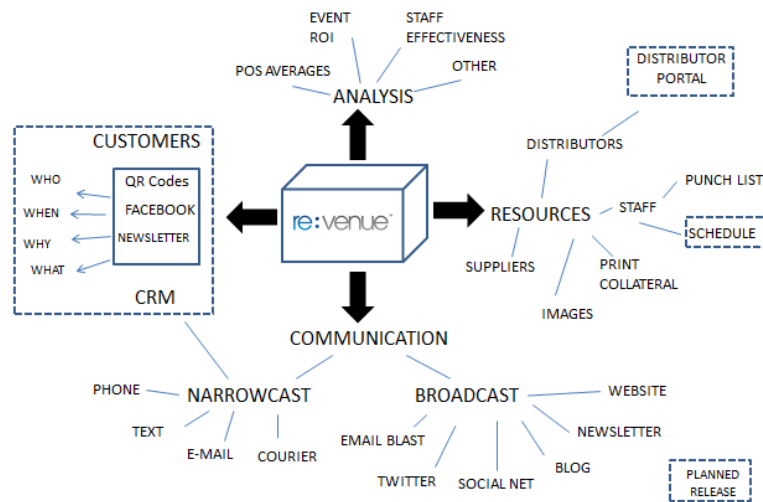 EVENT
ROI
STAFF
EFFECTIVENESS
POS AVERAGES
OTHER
ANALYSIS
DISTRIBUTOR
PORTAL
CUSTOMERS
WHO
WHEN
WHY
WHAT
QR Codes
FACEBOOK
NEWSLETTER
CRM
re:venue™
DISTRIBUTORS
RESOURCES
PUNCH LIST
STAFF
SCHEDULE
SUPPLIERS
PRINT
COLLATERAL
IMAGES
COMMUNICATION
NARROWCAST
PHONE
TEXT
E-MAIL
COURIER
BROADCAST
EMAIL BLAST
TWITTER
SOCIAL NET
BLOG
NEWSLETTER
WEBSITE
PLANNED
RELEASE